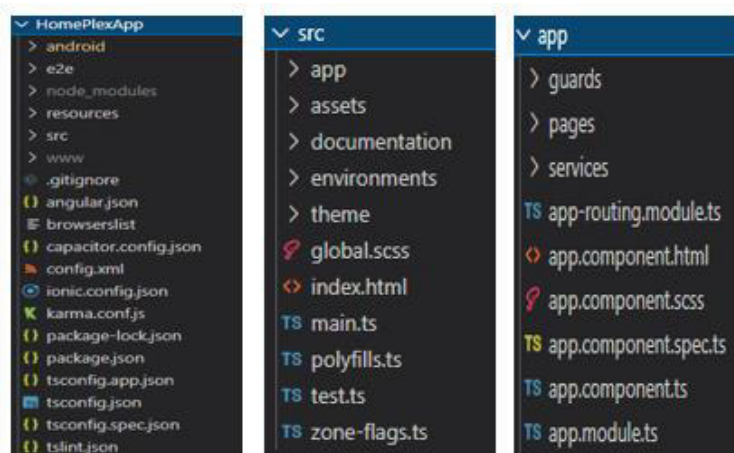 HomePlexApp
android
e2e
node_modules
resources
src
www
.gitignore
angular.json
browserslist
capacitor.config.json
config.xml
ionic.config.json
karma.conf.js
package-lock.json
package.json
tsconfig.app.json
tsconfig.json
tsconfig.spec.json
tslint.json
src
app
assets
documentation
environments
theme
global.scss
index.html
TS main.ts
TS polyfills.ts
TS test.ts
TS zone-flags.ts
app
guards
pages
services
TS app-routing.module.ts
app.component.html
app.component.scss
TS app.component.spec.ts
TS app.component.ts
TS app.module.ts